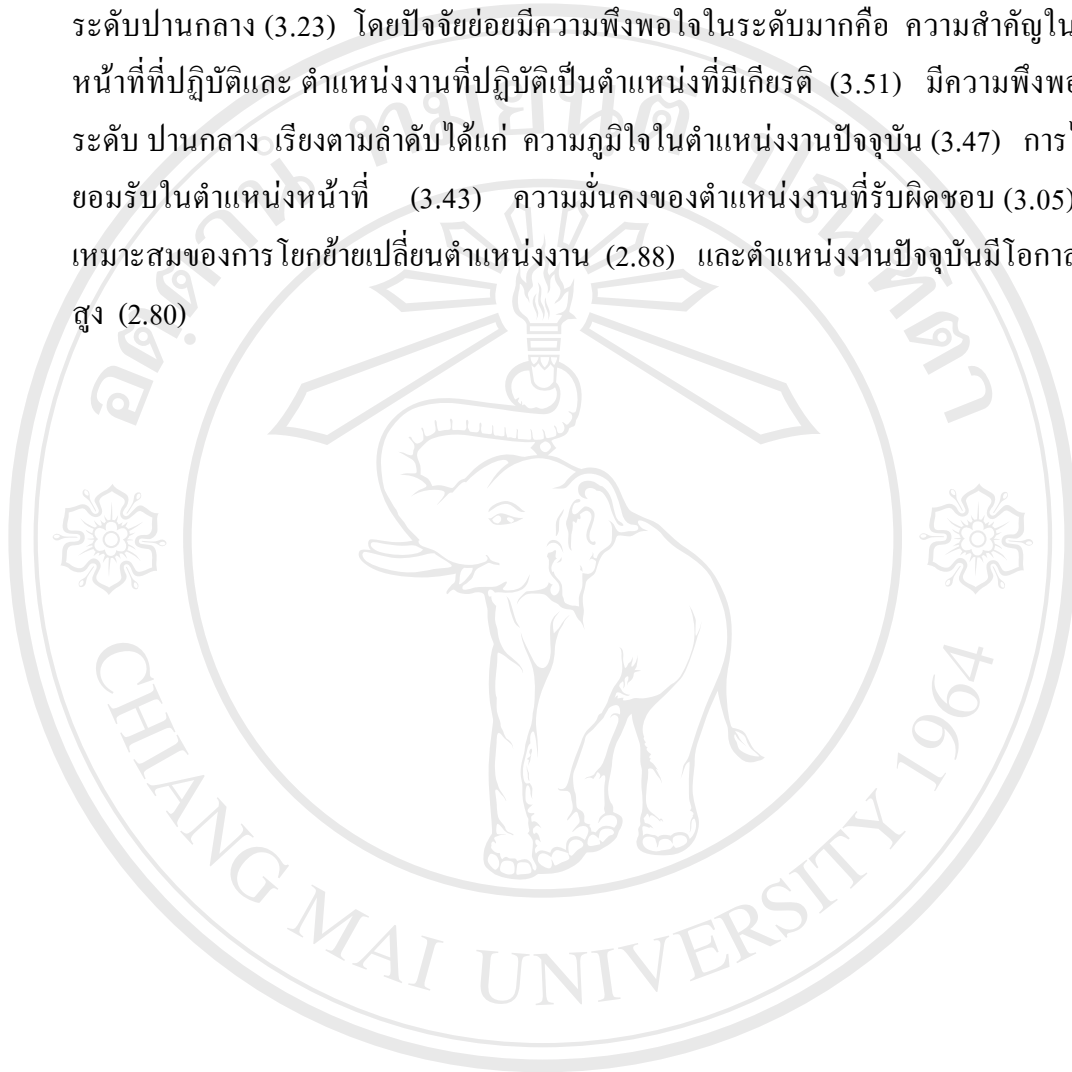 ระดับปานกลาง (3.23) โดยปัจจัยย่อยมีความพึงพอใจในระดับมากคือ ความสำคัญใน
หน้าที่ที่ปฏิบัติและ ตำแหน่งงานที่ปฏิบัติเป็นตำแหน่งที่มีเกียรติ (3.51) มีความพึงพอ
ระดับ ปานกลาง เรียงตามลำดับได้แก่ ความภูมิใจในตำแหน่งงานปัจจุบัน (3.47) การ
ยอมรับในตำแหน่งหน้าที่ (3.43) ความมั่นคงของตำแหน่งงานที่รับผิดชอบ (3.05)
เหมาะสมของการโยกย้ายเปลี่ยนตำแหน่งงาน (2.88) และตำแหน่งงานปัจจุบันมีโอกาส
สูง (2.80)
CHIANG MAI UNIVERSITY 1964